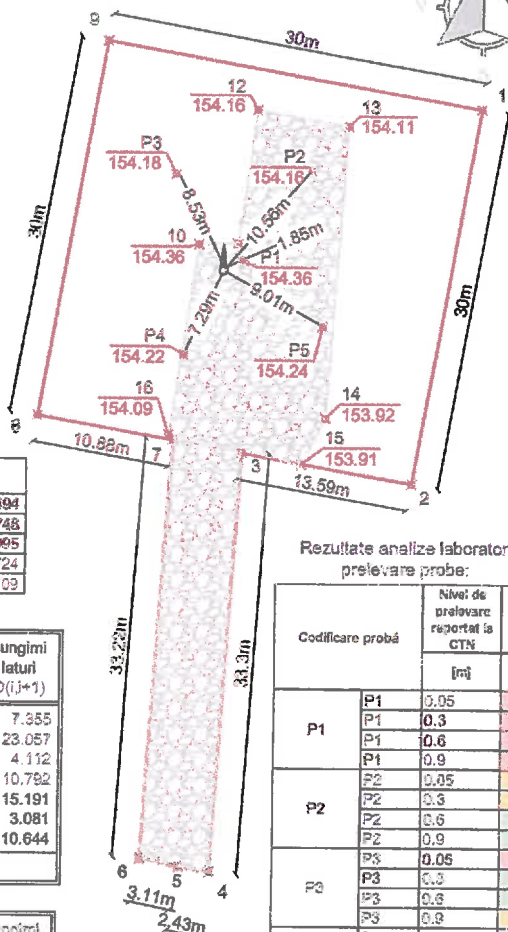 9
30m
1
12
154.16
13
154.11
P3
154.18
P2
154.16
8.53m
10.56m
1.85m
10
154.36
P1
154.36
30m
9.01m
7.29m
30m
P4
154.22
P5
154.24
16
154.09
14
153.92
8
7
3
15
153.91
10.88m
13.59m
2
33.22m
33.3m
6
5
4
3.11m
2.43m
724
09
laturi
D(i,i+1)
7.355
23.057
4.112
10.792
15.191
3.081
10.644
Rezultate analize laborator
prelevare probe:
Codificare probă
Nivel de
prelevare
raportat la
CTN
[m]
P1
P1 0.05
P1 0.3
P1 0.6
P1 0.9
P2
P2 0.05
P2 0.3
P2 0.6
P2 0.9
P3
P3 0.05
P3 0.3
P3 0.6
P3 0.9